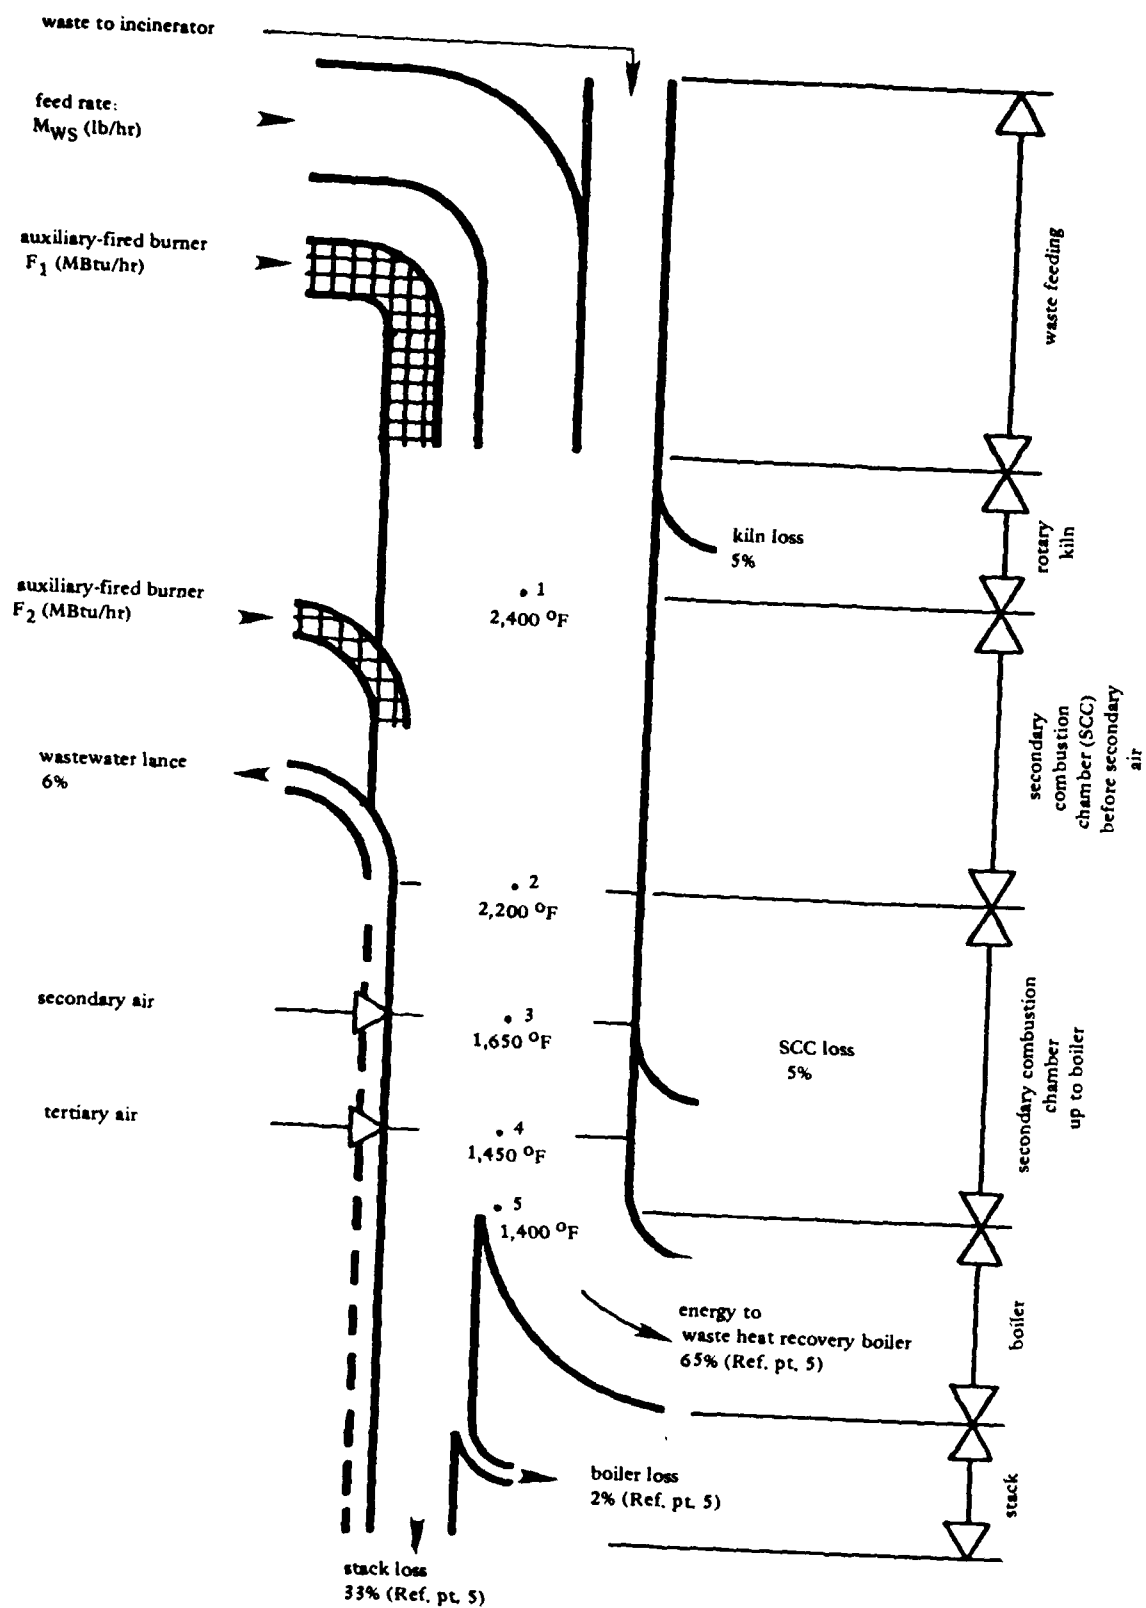 waste to incinerator
feed rate:
M_WS (lb/hr)
auxiliary-fired burner
F1 (MBtu/hr)
waste feeding
kiln loss
5%
rotary
kiln
• 1
2,400 °F
auxiliary-fired burner
F2 (MBtu/hr)
secondary
combustion
chamber (SCC)
before secondary
air
wastewater lance
6%
• 2
2,200 °F
secondary air
• 3
1,650 °F
SCC loss
5%
secondary combustion
chamber
up to boiler
tertiary air
• 4
1,450 °F
• 5
1,400 °F
energy to
waste heat recovery boiler
65% (Ref. pt. 5)
boiler
boiler loss
2% (Ref. pt. 5)
stack
stack loss
33% (Ref. pt. 5)